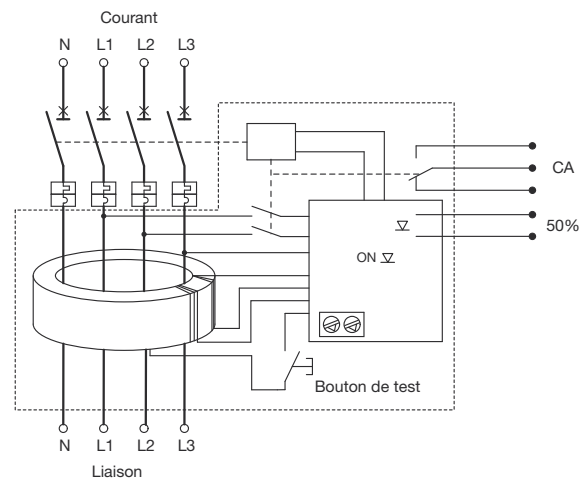 Courant
N L1 L2 L3
CA
50%
ON
Bouton de test
N L1 L2 L3
Liaison